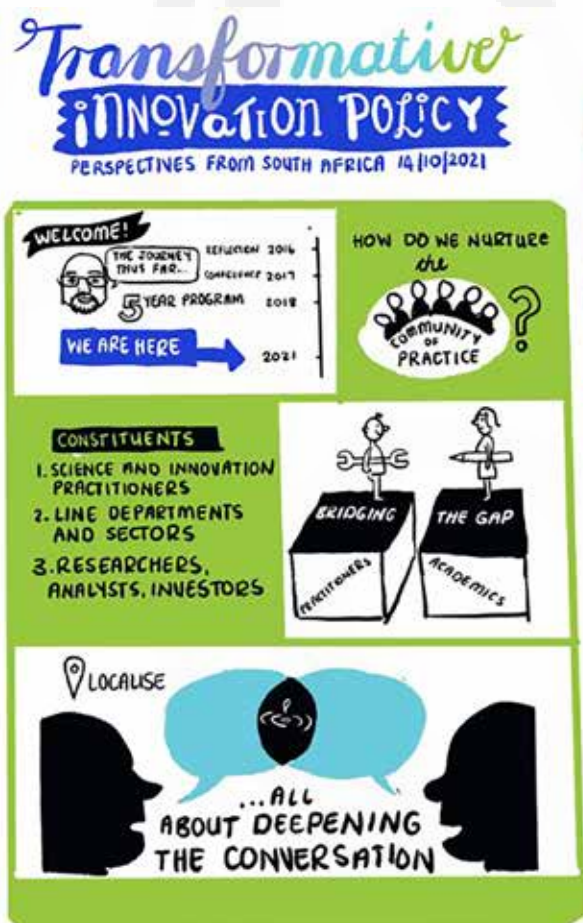 Transformative
INNOVATION POLICY
PERSPECTIVES FROM SOUTH AFRICA 14/10/2021
WELCOME!
THE JOURNEY
THUS FAR...
REFLECTION 2016
CONFERENCE 2017
5 YEAR PROGRAM 2018
WE ARE HERE
2021
HOW DO WE NURTURE
the
COMMUNITY
OF
PRACTICE
?
CONSTITUENTS
1. SCIENCE AND INNOVATION
PRACTITIONERS
2. LINE DEPARTMENTS
AND SECTORS
3. RESEARCHERS,
ANALYSTS, INVESTORS
BRIDGING
THE GAP
PRACTITIONERS
ACADEMICS
LOCALISE
...ALL
ABOUT DEEPENING
THE CONVERSATION